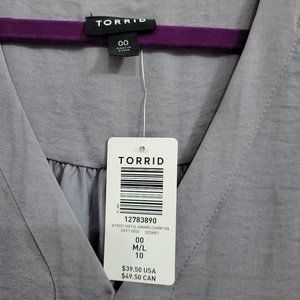 TORRID
00
TORRID
12783890
00
M/L
10
$39.50 USA
$49.50 CAN